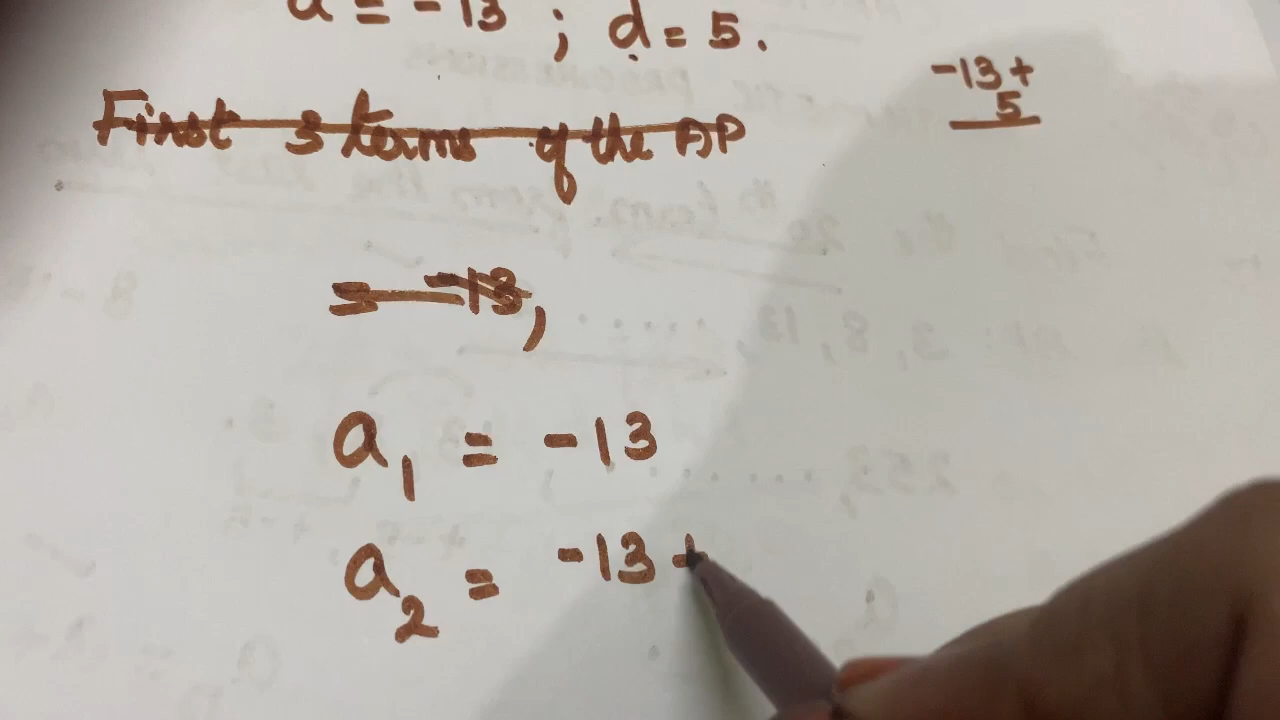 a = -13 ; d = 5.
-13 +
5
First 3 terms of the AP
= -13,
a1 = -13
a2 = -13 +